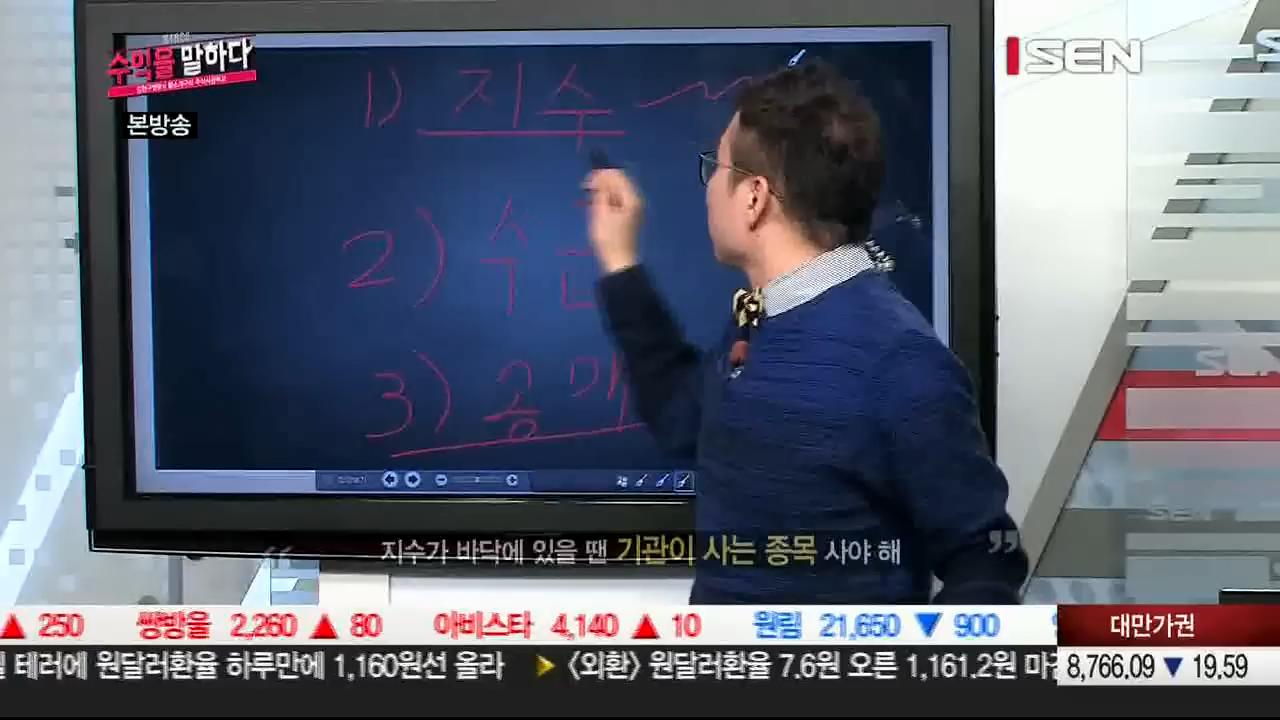 수익을 말하다
SEN
본방송
1) 지수
2) 수급
3) 종목
지수가 바닥에 있을 땐 기관이 사는 종목 사야 해
▲ 250 쌍방울 2,260 ▲ 80 아비스타 4,140 ▲ 10 원림 21,650 ▼ 900
대만가권
테러에 원달러환율 하루만에 1,160원선 올라 ▶ 〈외환〉 원달러환율 7.6원 오른 1,161.2원
8,766.09 ▼ 19,59